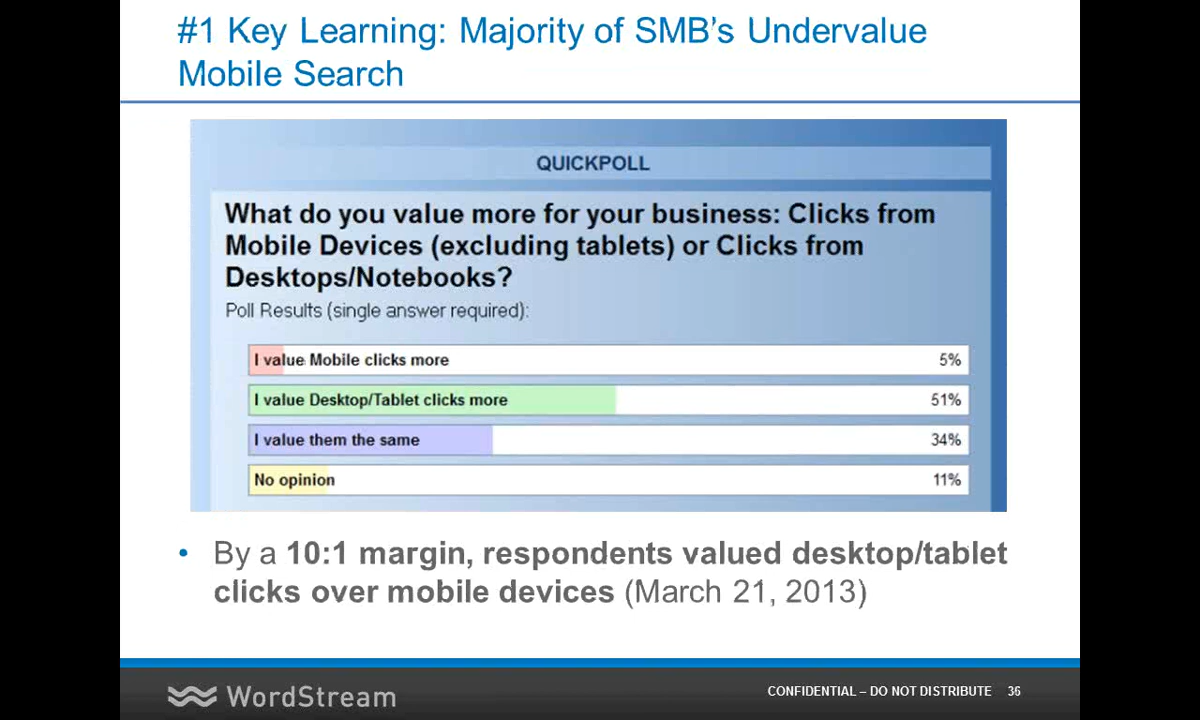 #1 Key Learning: Majority of SMB's Undervalue
Mobile Search
QUICKPOLL
What do you value more for your business: Clicks from
Mobile Devices (excluding tablets) or Clicks from
Desktops/Notebooks?
Poll Results (single answer required):
I value Mobile clicks more 5%
I value Desktop/Tablet clicks more 51%
I value them the same 34%
No opinion 11%
• By a 10:1 margin, respondents valued desktop/tablet
clicks over mobile devices (March 21, 2013)
WordStream CONFIDENTIAL – DO NOT DISTRIBUTE 36